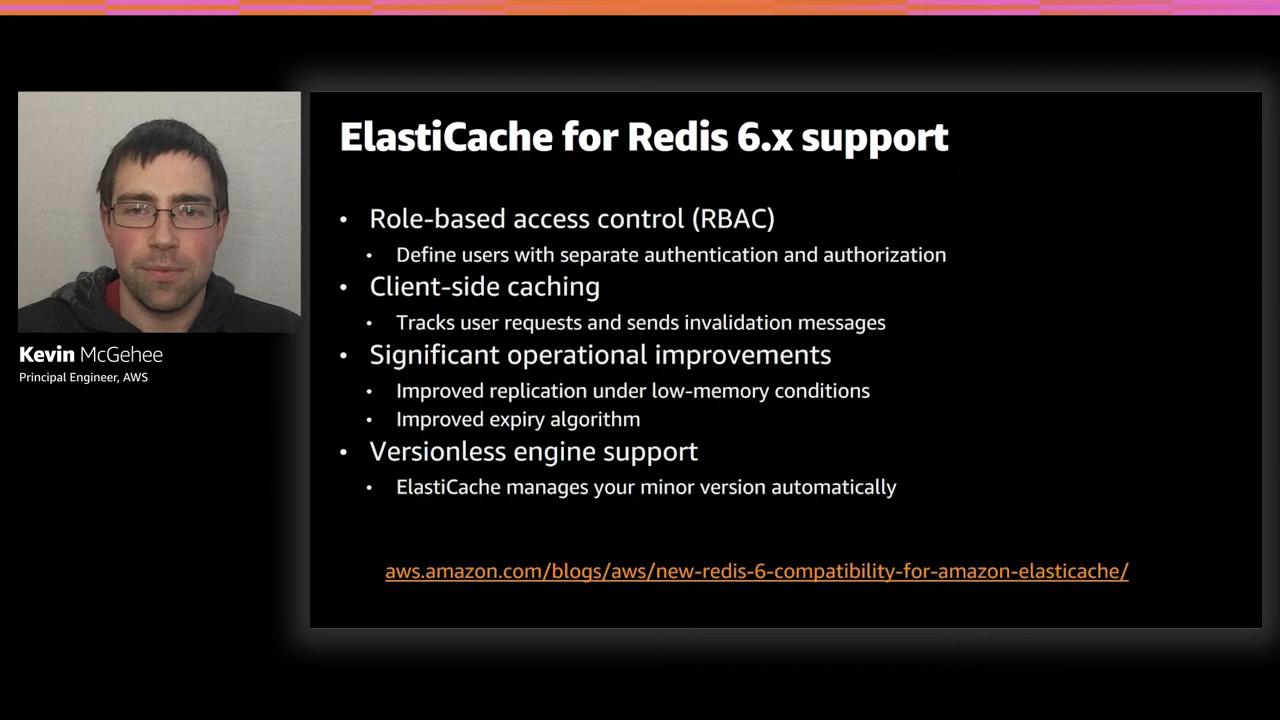 Kevin McGehee
Principal Engineer, AWS
ElastiCache for Redis 6.x support
• Role-based access control (RBAC)
• Define users with separate authentication and authorization
• Client-side caching
• Tracks user requests and sends invalidation messages
• Significant operational improvements
• Improved replication under low-memory conditions
• Improved expiry algorithm
• Versionless engine support
• ElastiCache manages your minor version automatically
aws.amazon.com/blogs/aws/new-redis-6-compatibility-for-amazon-elasticache/